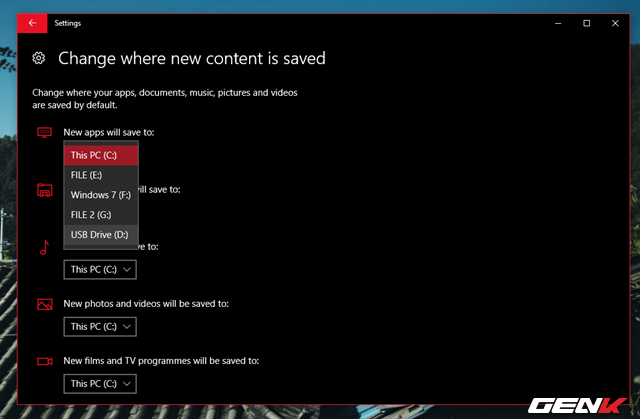 Settings
Change where new content is saved
Change where your apps, documents, music, pictures and videos
are saved by default.
New apps will save to:
This PC (C:)
FILE (E:)
Windows 7 (F:)
FILE 2 (G:)
USB Drive (D:)
ill save to:
ve to:
This PC (C:)
New photos and videos will be saved to:
This PC (C:)
New films and TV programmes will be saved to:
This PC (C:)
GENK